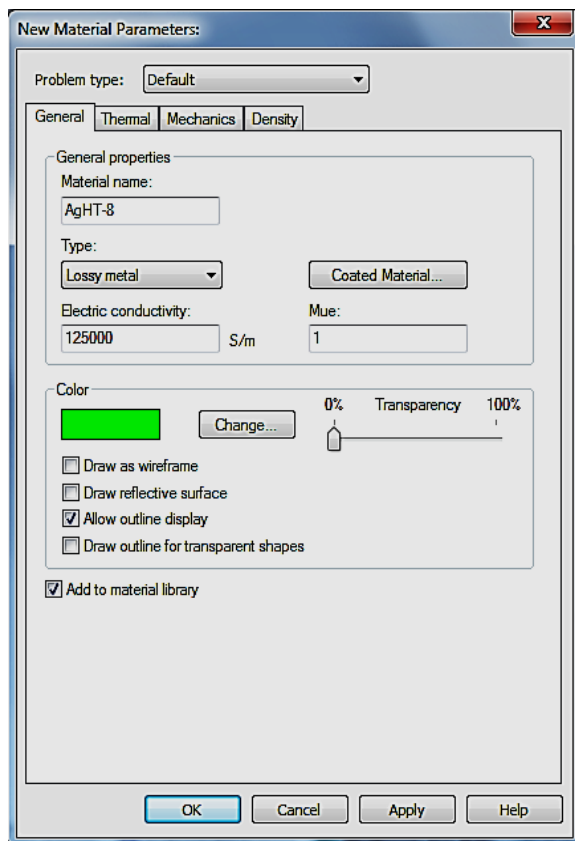 New Material Parameters:
X
Problem type: Default
General Thermal Mechanics Density
General properties
Material name:
AgHT-8
Type:
Lossy metal Coated Material...
Electric conductivity: Mue:
125000 S/m 1
Color
0% Transparency 100%
Change...
Draw as wireframe
Draw reflective surface
Allow outline display
Draw outline for transparent shapes
Add to material library
OK Cancel Apply Help